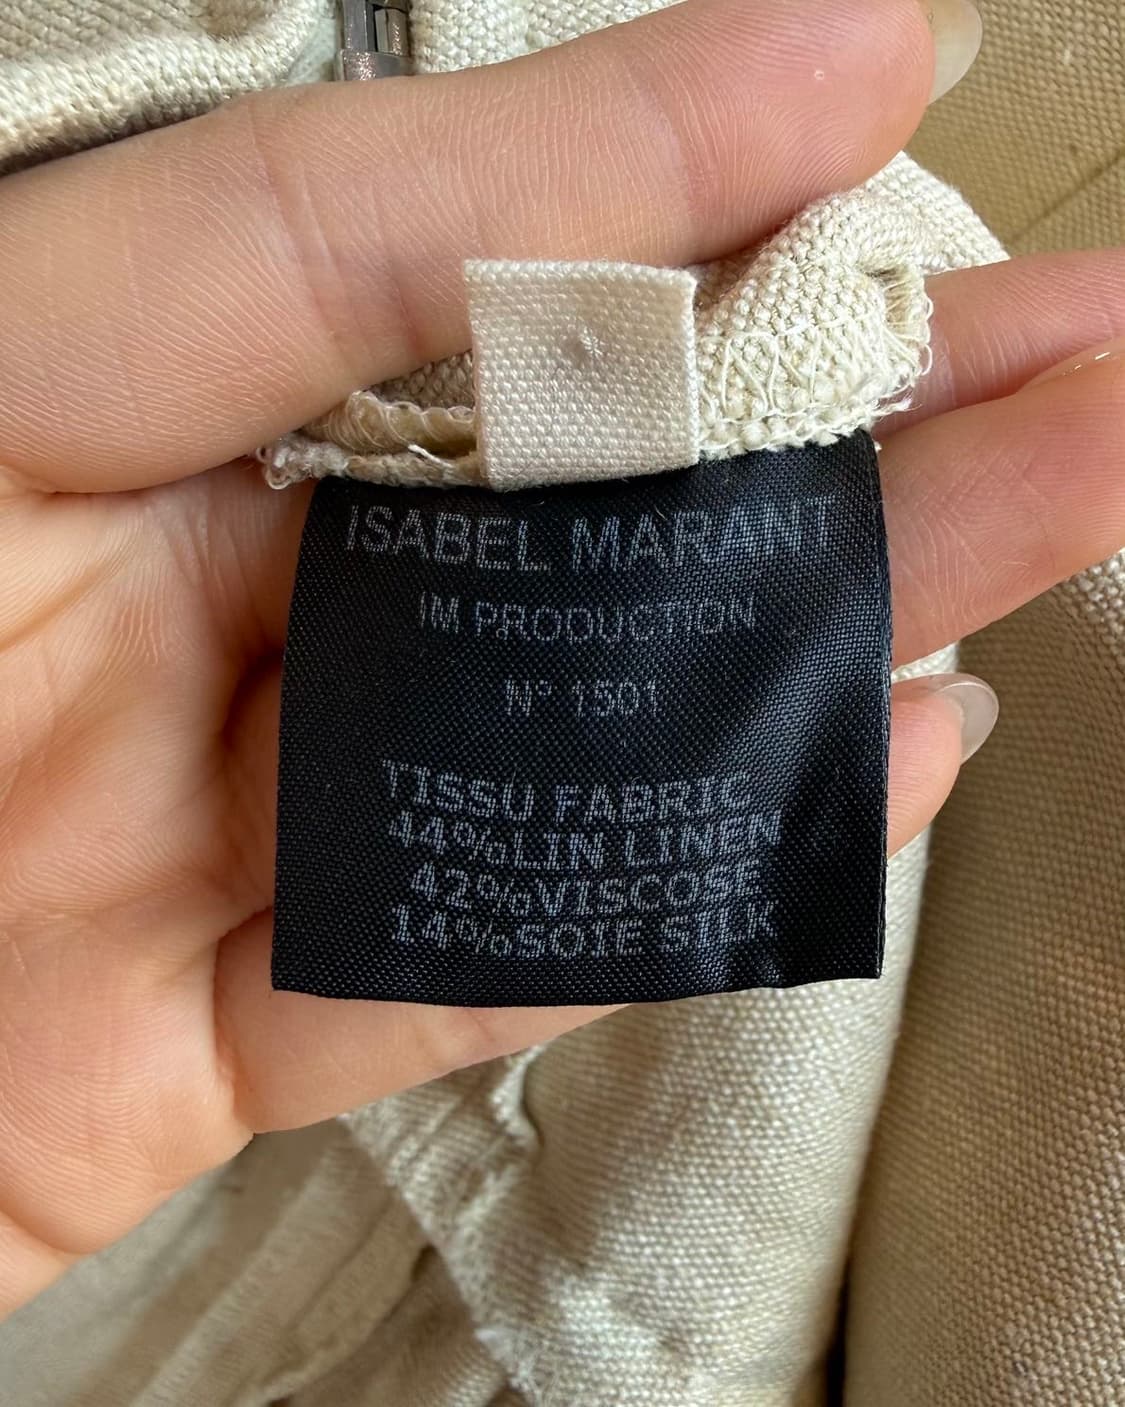 ISABEL MARANT
IM PRODUCTION
N° 1501
TISSU FABRIC
44%LIN LINEN
42%VISCOSE
14%SOIE SILK